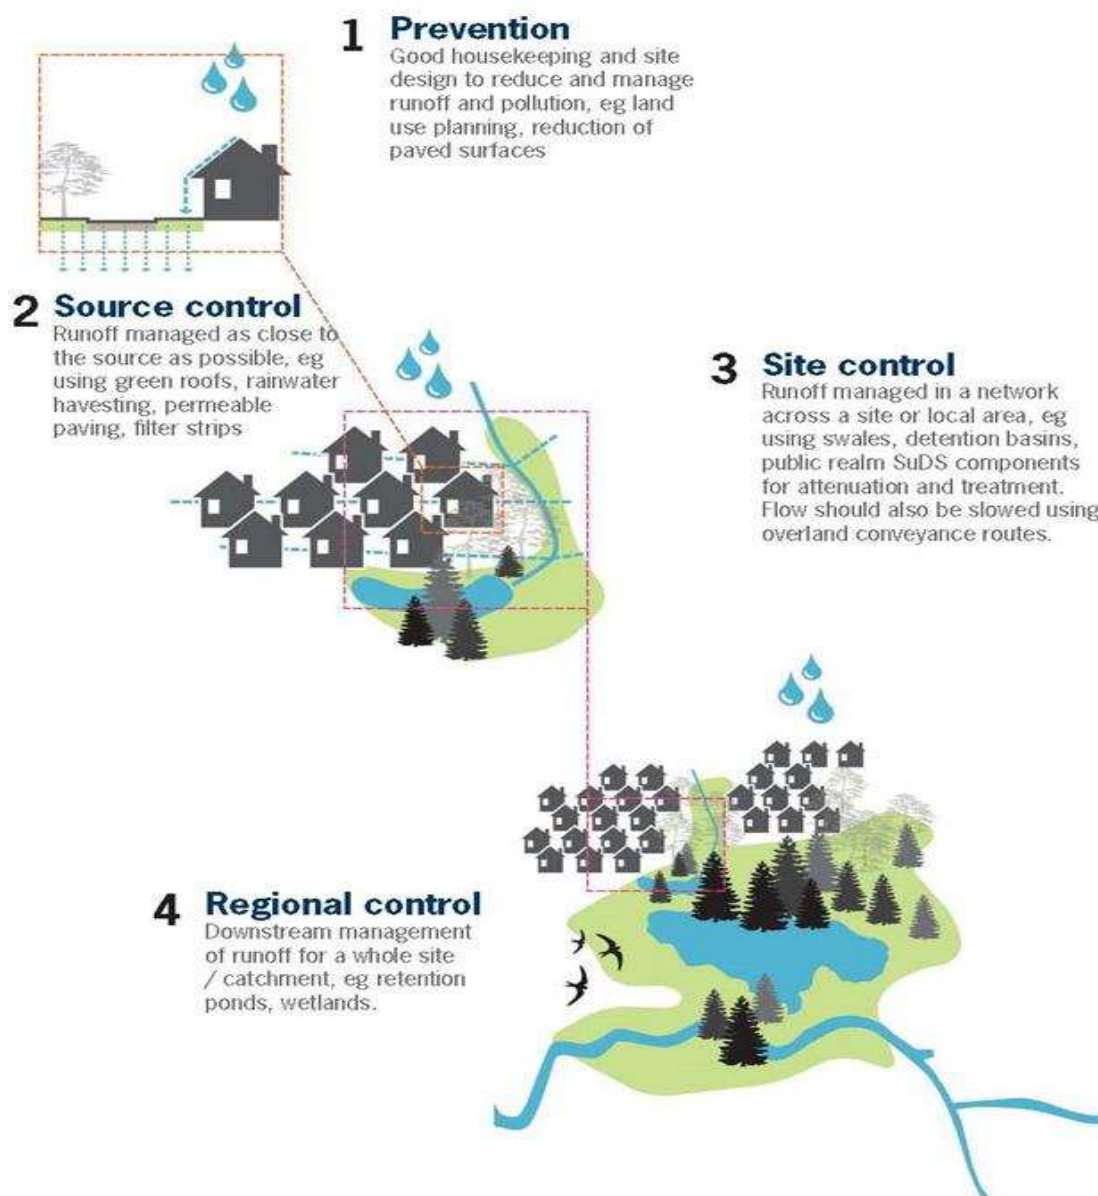 1 Prevention
Good housekeeping and site
design to reduce and manage
runoff and pollution, eg land
use planning, reduction of
paved surfaces
2 Source control
Runoff managed as close to
the source as possible, eg
using green roofs, rainwater
havesting, permeable
paving, filter strips
3 Site control
Runoff managed in a network
across a site or local area, eg
using swales, detention basins,
public realm SuDS components
for attenuation and treatment.
Flow should also be slowed using
overland conveyance routes.
4 Regional control
Downstream management
of runoff for a whole site
/ catchment, eg retention
ponds, wetlands.